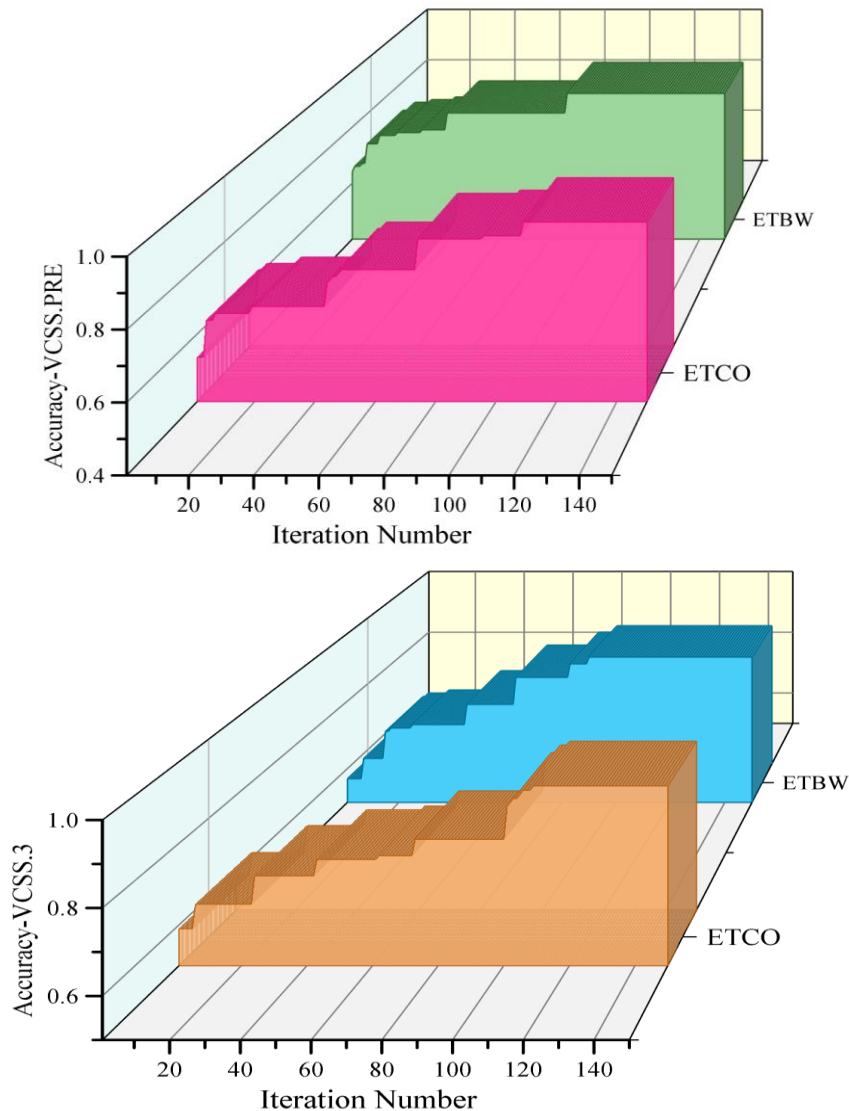 1.0
0.8
0.6
0.4
Accuracy-VCSS.PRE
20 40 60 80 100 120 140
Iteration Number
ETBW
ETCO
1.0
0.8
0.6
Accuracy-VCSS.3
20 40 60 80 100 120 140
Iteration Number
ETBW
ETCO